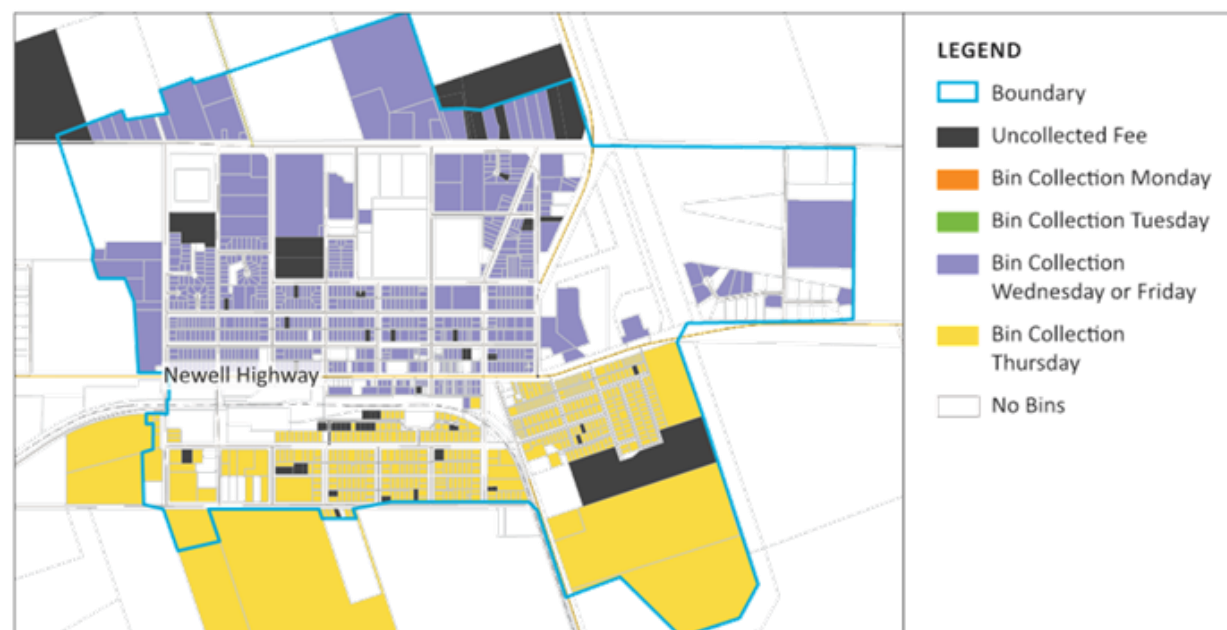 LEGEND
Boundary
Uncollected Fee
Bin Collection Monday
Bin Collection Tuesday
Bin Collection
Wednesday or Friday
Bin Collection
Thursday
No Bins
Newell Highway